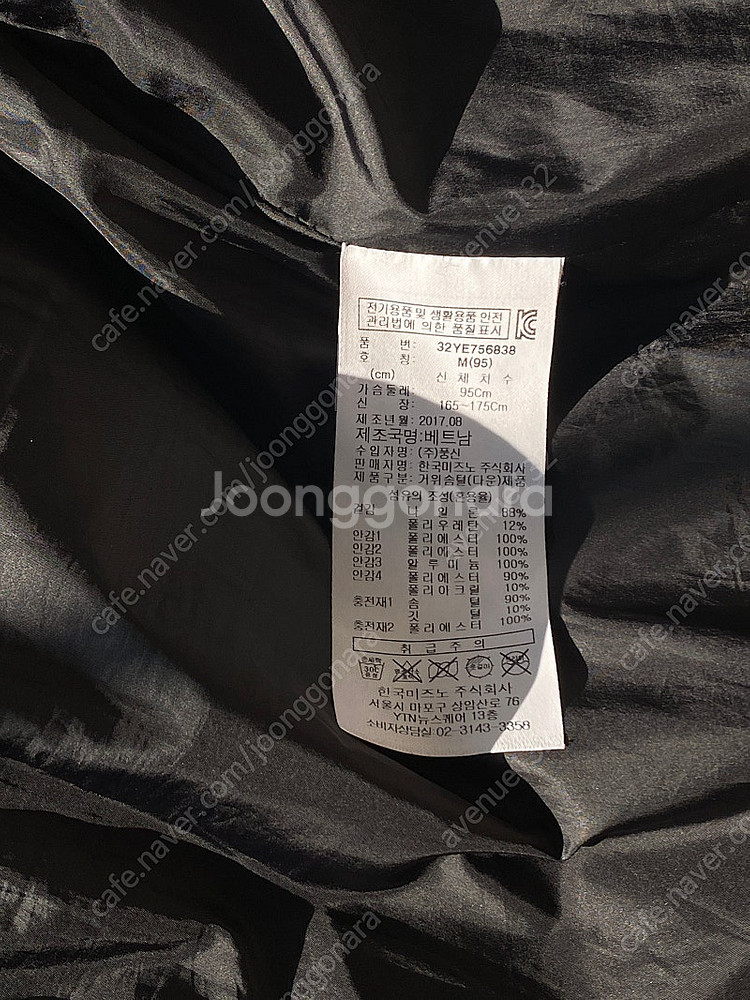 전기용품 및 생활용품 안전
관리법에 의한 품질표시
품 번: 32YE756838
호 칭: M(95)
(cm) 신체치수
가슴둘레: 95Cm
신 장: 165~175Cm
제조년월: 2017.08
제조국명:베트남
수입자명: (주)풍신
판매자명: 한국미즈노 주식회사
제품구분: 거위솜털(다운)제품
섬유의 조성(혼용율)
겉감 나일론 88%
폴리우레탄 12%
안감1 폴리에스터 100%
안감2 폴리에스터 100%
안감3 알루미늄 100%
안감4 폴리에스터 90%
폴리아크릴 10%
충전재1 솜털 90%
깃털 10%
충전재2 폴리에스터 100%
취급주의
한국미즈노 주식회사
서울시 마포구 상암산로 76
YTN뉴스퀘어 13층
소비자상담실: 02-3143-3358
Joonggonara
cafe.naver.com/joonggonara
avenue132